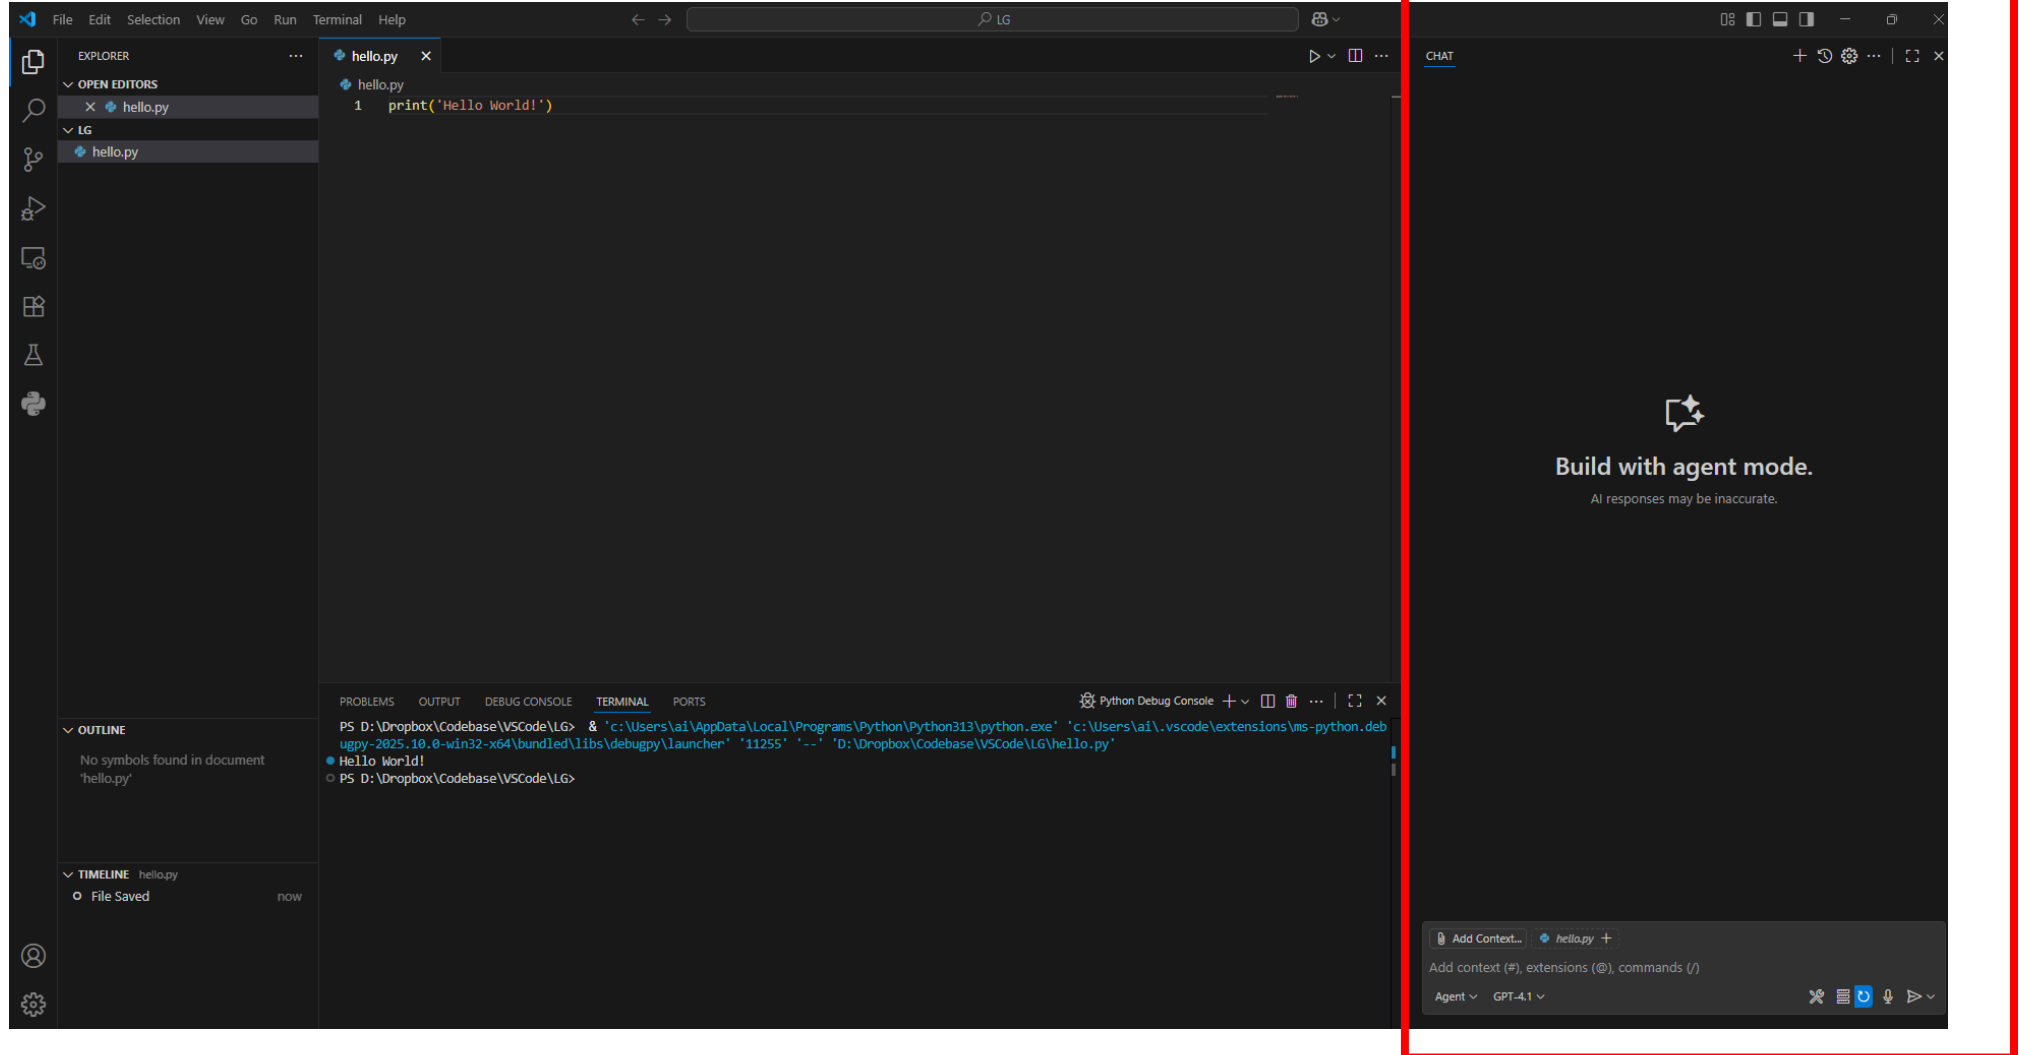 File Edit Selection View Go Run Terminal Help
LG
EXPLORER
OPEN EDITORS
hello.py
LG
hello.py
OUTLINE
No symbols found in document
'hello.py'
TIMELINE hello.py
File Saved now
hello.py
hello.py
1 print('Hello World!')
PROBLEMS OUTPUT DEBUG CONSOLE TERMINAL PORTS
Python Debug Console
PS D:\Dropbox\Codebase\VSCode\LG> & 'c:\Users\ai\AppData\Local\Programs\Python\Python313\python.exe' 'c:\Users\ai\.vscode\extensions\ms-python.deb
ugpy-2025.10.0-win32-x64\bundled\libs\debugpy\launcher' '11255' '--' 'D:\Dropbox\Codebase\VSCode\LG\hello.py'
Hello World!
PS D:\Dropbox\Codebase\VSCode\LG>
CHAT
Build with agent mode.
AI responses may be inaccurate.
Add Context... hello.py +
Add context (#), extensions (@), commands (/)
Agent GPT-4.1